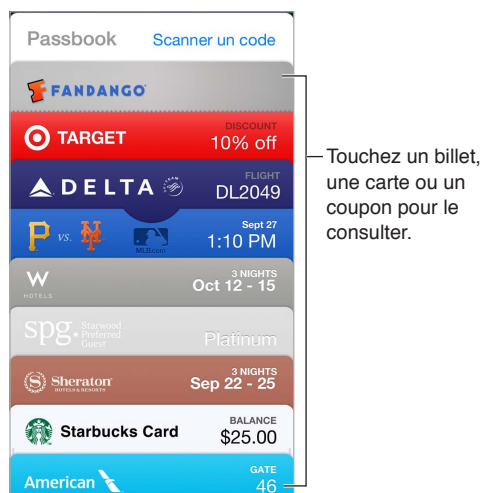 Passbook Scanner un code
FANDANGO
TARGET
DISCOUNT
10% off
DELTA
FLIGHT
DL2049
P vs. NY
MLB.com
Sept 27
1:10 PM
W
HOTELS
3 NIGHTS
Oct 12 - 15
spg.
Starwood
Preferred
Guest
Platinum
S
Sheraton
HOTELS & RESORTS
3 NIGHTS
Sep 22 - 25
Starbucks Card
BALANCE
$25.00
American
GATE
46
Touchez un billet,
une carte ou un
coupon pour le
consulter.